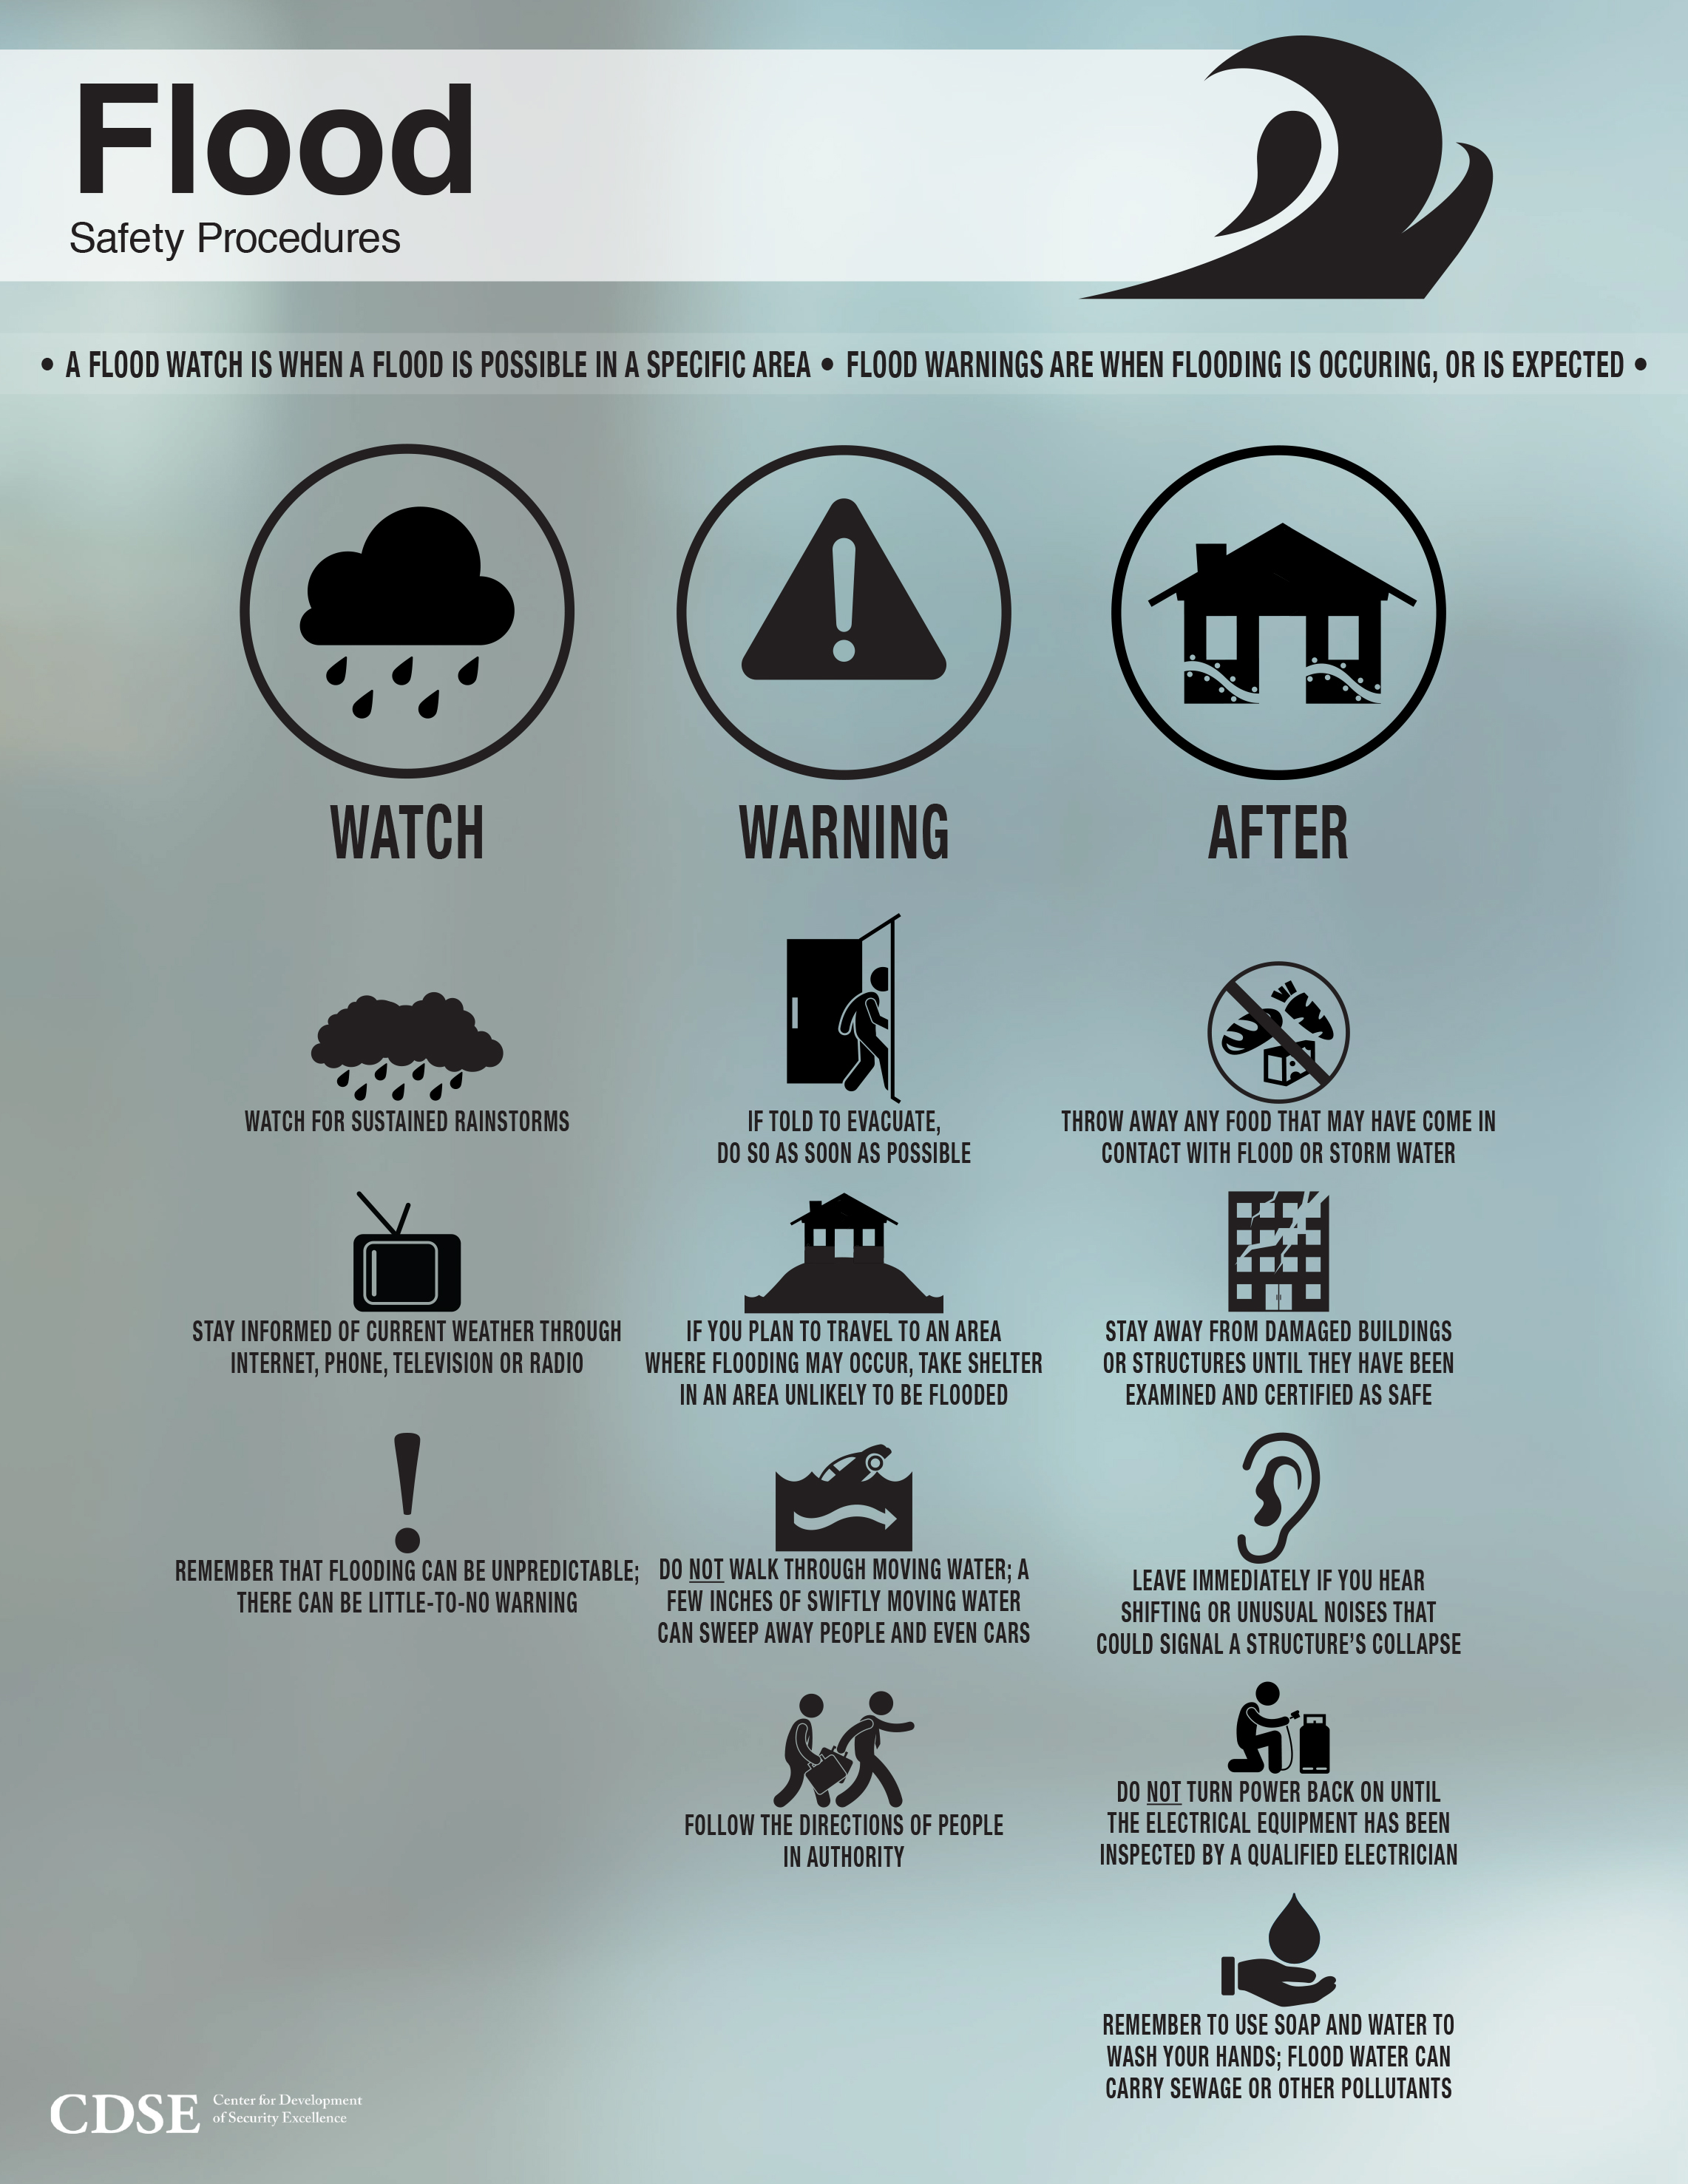 Flood
Safety Procedures
• A FLOOD WATCH IS WHEN A FLOOD IS POSSIBLE IN A SPECIFIC AREA • FLOOD WARNINGS ARE WHEN FLOODING IS OCCURING, OR IS EXPECTED •
WATCH
WATCH FOR SUSTAINED RAINSTORMS
STAY INFORMED OF CURRENT WEATHER THROUGH
INTERNET, PHONE, TELEVISION OR RADIO
REMEMBER THAT FLOODING CAN BE UNPREDICTABLE;
THERE CAN BE LITTLE-TO-NO WARNING
WARNING
IF TOLD TO EVACUATE,
DO SO AS SOON AS POSSIBLE
IF YOU PLAN TO TRAVEL TO AN AREA
WHERE FLOODING MAY OCCUR, TAKE SHELTER
IN AN AREA UNLIKELY TO BE FLOODED
DO NOT WALK THROUGH MOVING WATER; A
FEW INCHES OF SWIFTLY MOVING WATER
CAN SWEEP AWAY PEOPLE AND EVEN CARS
FOLLOW THE DIRECTIONS OF PEOPLE
IN AUTHORITY
AFTER
THROW AWAY ANY FOOD THAT MAY HAVE COME IN
CONTACT WITH FLOOD OR STORM WATER
STAY AWAY FROM DAMAGED BUILDINGS
OR STRUCTURES UNTIL THEY HAVE BEEN
EXAMINED AND CERTIFIED AS SAFE
LEAVE IMMEDIATELY IF YOU HEAR
SHIFTING OR UNUSUAL NOISES THAT
COULD SIGNAL A STRUCTURE'S COLLAPSE
DO NOT TURN POWER BACK ON UNTIL
THE ELECTRICAL EQUIPMENT HAS BEEN
INSPECTED BY A QUALIFIED ELECTRICIAN
REMEMBER TO USE SOAP AND WATER TO
WASH YOUR HANDS; FLOOD WATER CAN
CARRY SEWAGE OR OTHER POLLUTANTS
CDSE
Center for Development
of Security Excellence